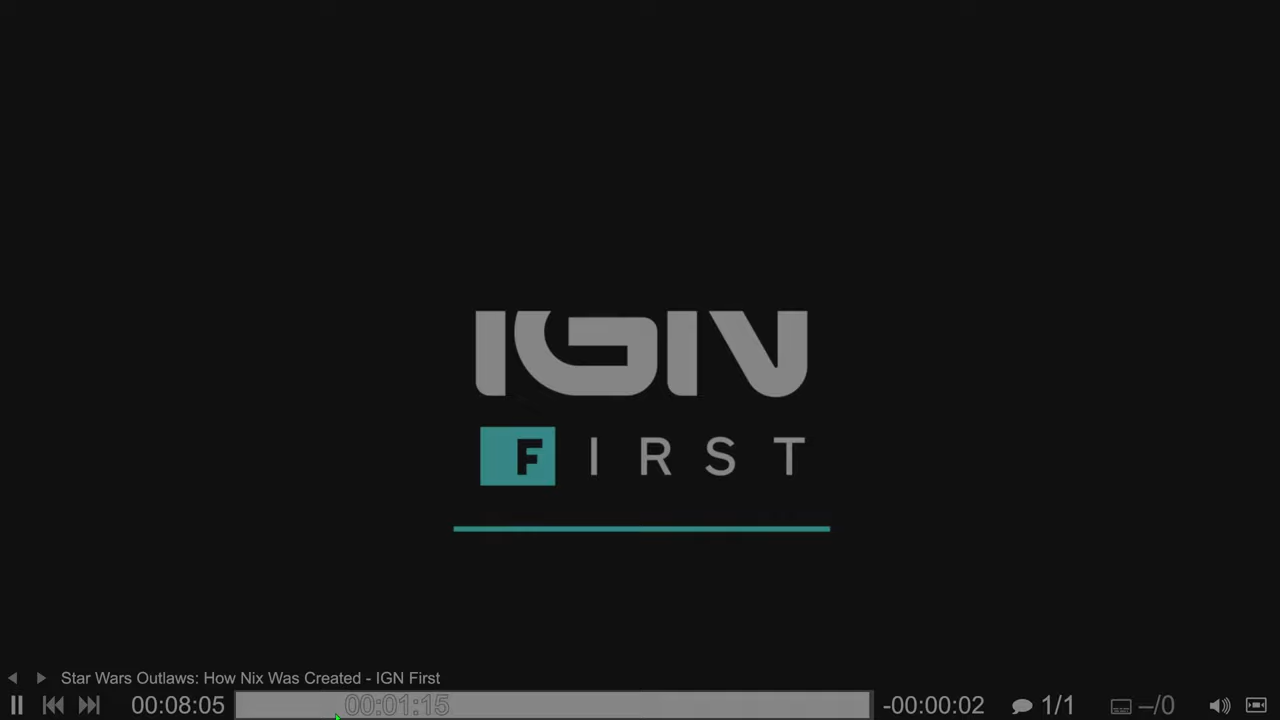 IGN
FIRST
Star Wars Outlaws: How Nix Was Created - IGN First
00:08:05
00:01:15
-00:00:02
1/1
–/0